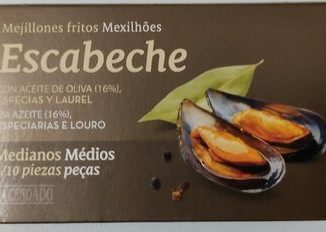 Mejillones fritos Mexilhões
Escabeche
CON ACEITE DE OLIVA (16%),
ESPECIAS Y LAUREL
EM AZEITE (16%),
ESPECIARIAS E LOURO
Medianos Médios
/10 piezas peças
HACENDADO